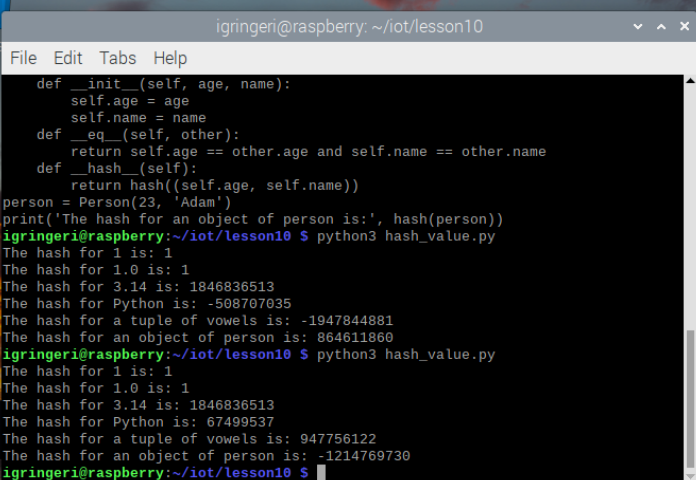 igringeri@raspberry: ~/iot/lesson10
File Edit Tabs Help
    def __init__(self, age, name):
        self.age = age
        self.name = name
    def __eq__(self, other):
        return self.age == other.age and self.name == other.name
    def __hash__(self):
        return hash((self.age, self.name))
person = Person(23, 'Adam')
print('The hash for an object of person is:', hash(person))
igringeri@raspberry:~/iot/lesson10 $ python3 hash_value.py
The hash for 1 is: 1
The hash for 1.0 is: 1
The hash for 3.14 is: 1846836513
The hash for Python is: -508707035
The hash for a tuple of vowels is: -1947844881
The hash for an object of person is: 864611860
igringeri@raspberry:~/iot/lesson10 $ python3 hash_value.py
The hash for 1 is: 1
The hash for 1.0 is: 1
The hash for 3.14 is: 1846836513
The hash for Python is: 67499537
The hash for a tuple of vowels is: 947756122
The hash for an object of person is: -1214769730
igringeri@raspberry:~/iot/lesson10 $